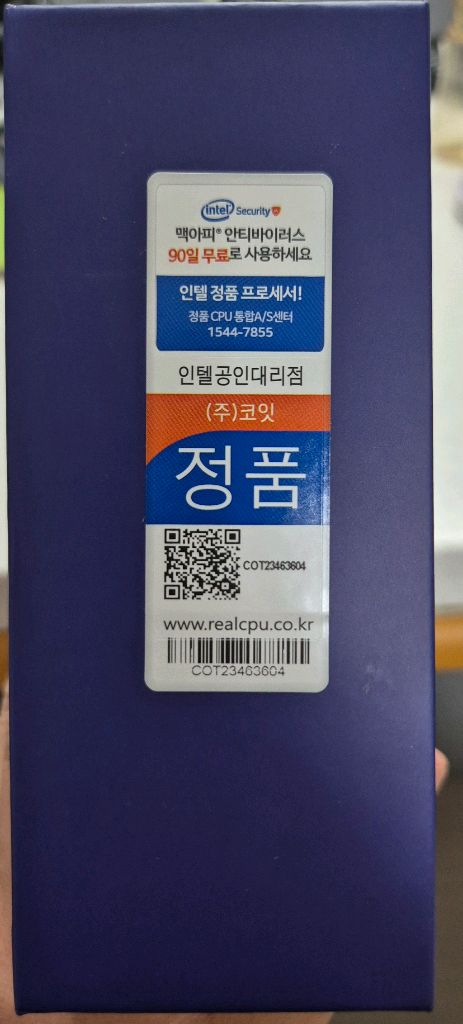 intel Security
맥아피® 안티바이러스
90일 무료로 사용하세요
인텔 정품 프로세서!
정품 CPU 통합A/S센터
1544-7855
인텔공인대리점
(주)코잇
정품
COT23463604
www.realcpu.co.kr
COT23463604